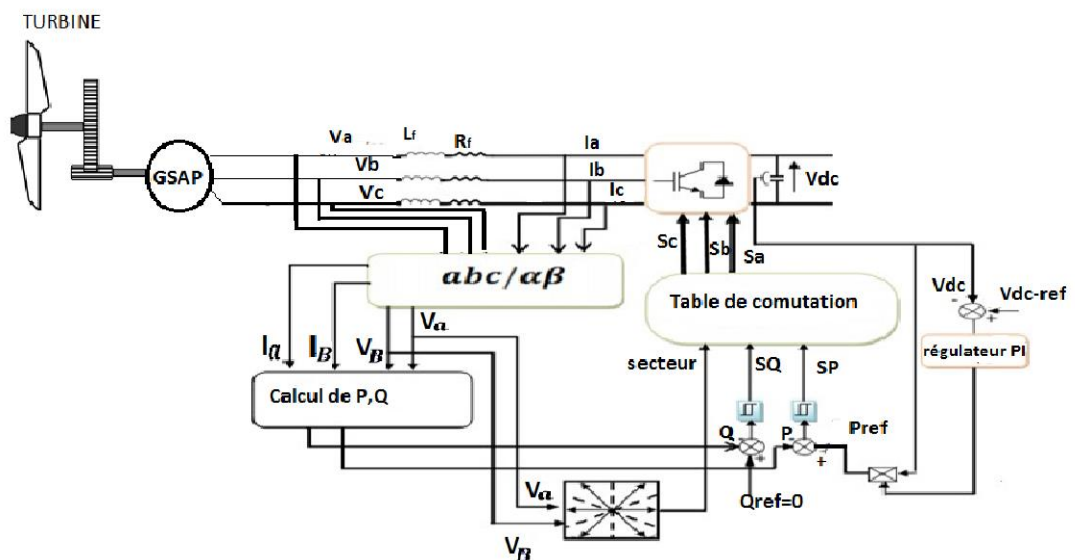 TURBINE
Va
Lf
Rf
Ia
Vb
Ib
GSAP
Vc
Ic
Vdc
Sc
Sb
Sa
abc/αβ
Table de comutation
Vdc
-
Vdc-ref
+
Va
Iα
IB
VB
secteur
SQ
SP
régulateur PI
Calcul de P,Q
Q
-
+
P
-
+
Pref
Va
Qref=0
VB